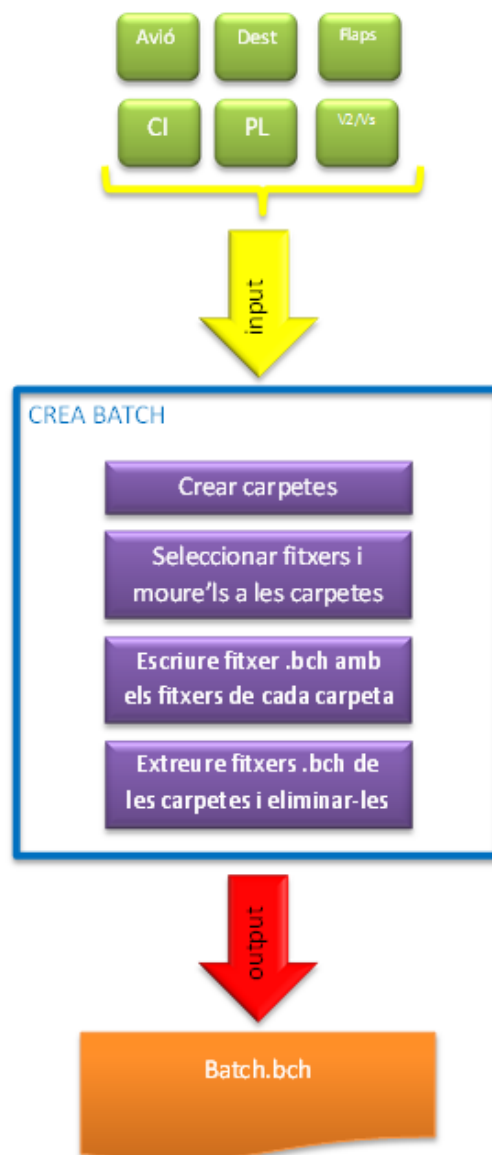 Avió Dest Flaps
CI PL V2/Vs
input
CREA BATCH
Crear carpetes
Seleccionar fitxers i
moure'ls a les carpetes
Escriure fitxer .bch amb
els fitxers de cada carpeta
Extreure fitxers .bch de
les carpetes i eliminar-les
output
Batch.bch